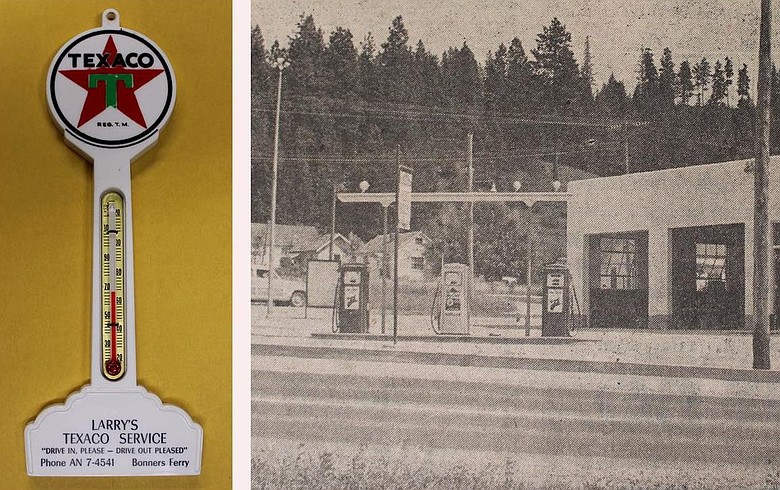 TEXACO
T
REG. T. M.
LARRY'S
TEXACO SERVICE
"DRIVE IN, PLEASE — DRIVE OUT PLEASED"
Phone AN 7-4541 Bonners Ferry